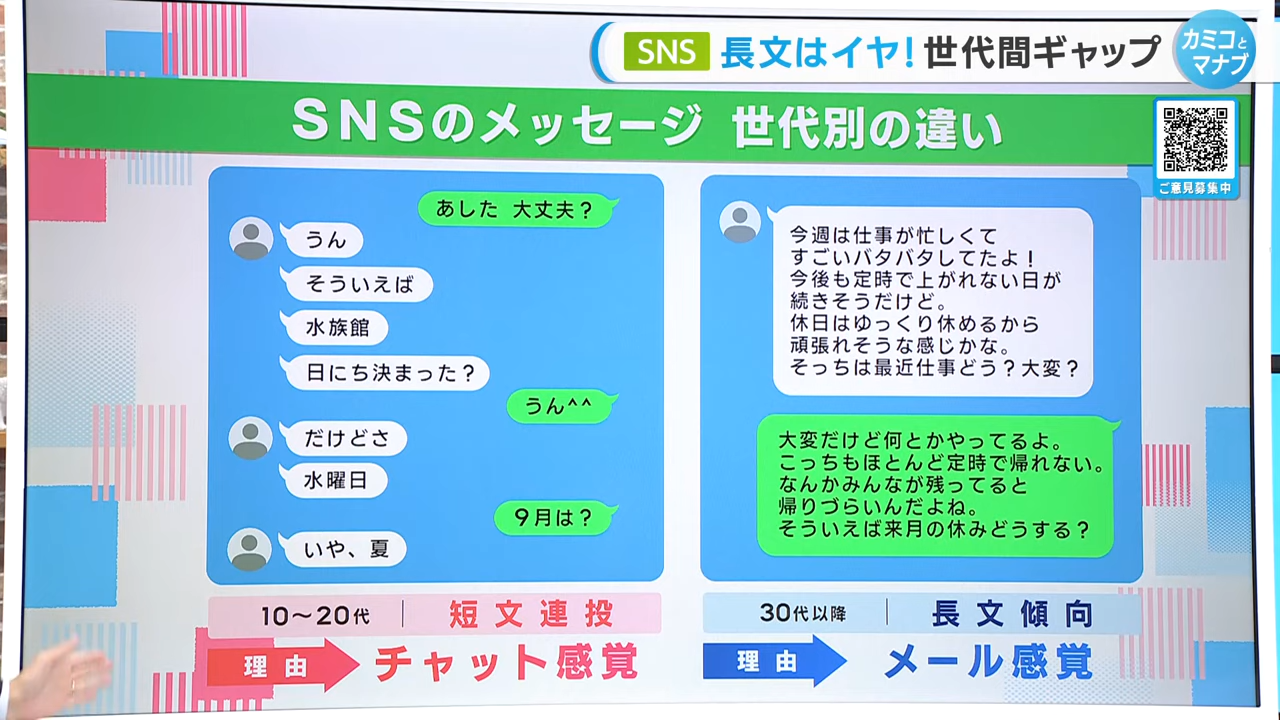 SNS 長文はイヤ！世代間ギャップ
カミコと
マナブ
ご意見募集中
SNSのメッセージ 世代別の違い
あした 大丈夫？
うん
そういえば
水族館
日にち決まった？
うん^^
だけどさ
水曜日
9月は？
いや、夏
10～20代 短文連投
理由 チャット感覚
今週は仕事が忙しくて
すごいバタバタしてたよ！
今後も定時で上がれない日が
続きそうだけど。
休日はゆっくり休めるから
頑張れそうな感じかな。
そっちは最近仕事どう？大変？
大変だけど何とかやってるよ。
こっちもほとんど定時で帰れない。
なんかみんなが残ってると
帰りづらいんだよね。
そういえば来月の休みどうする？
30代以降 長文傾向
理由 メール感覚